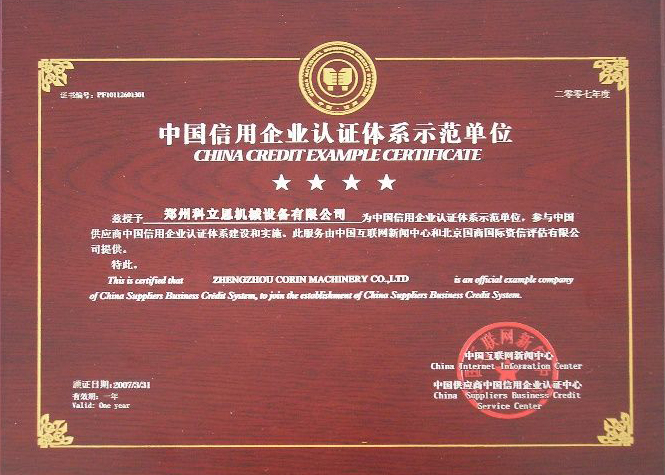 证书编号：PF10112601301
二零零七年度
中国信用企业认证体系示范单位
CHINA CREDIT EXAMPLE CERTIFICATE
兹授予 郑州科立恩机械设备有限公司 为中国信用企业认证体系示范单位，参与中国
供应商中国信用企业认证体系建设和实施。此服务由中国互联网新闻中心和北京国商国际资信评估有限公
司提供。
特此。
This is certified that ZHENGZHOU CORIN MACHINERY CO.,LTD is an official example company
of China Suppliers Business Credit System, to join the establishment of China Suppliers Business Credit System.
中国互联网新闻中心
China Internet Information Center
颁证日期：2007/3/31
中国供应商中国信用企业认证中心
有效期：一年
China Suppliers Business Credit
Valid: One year
Service Center